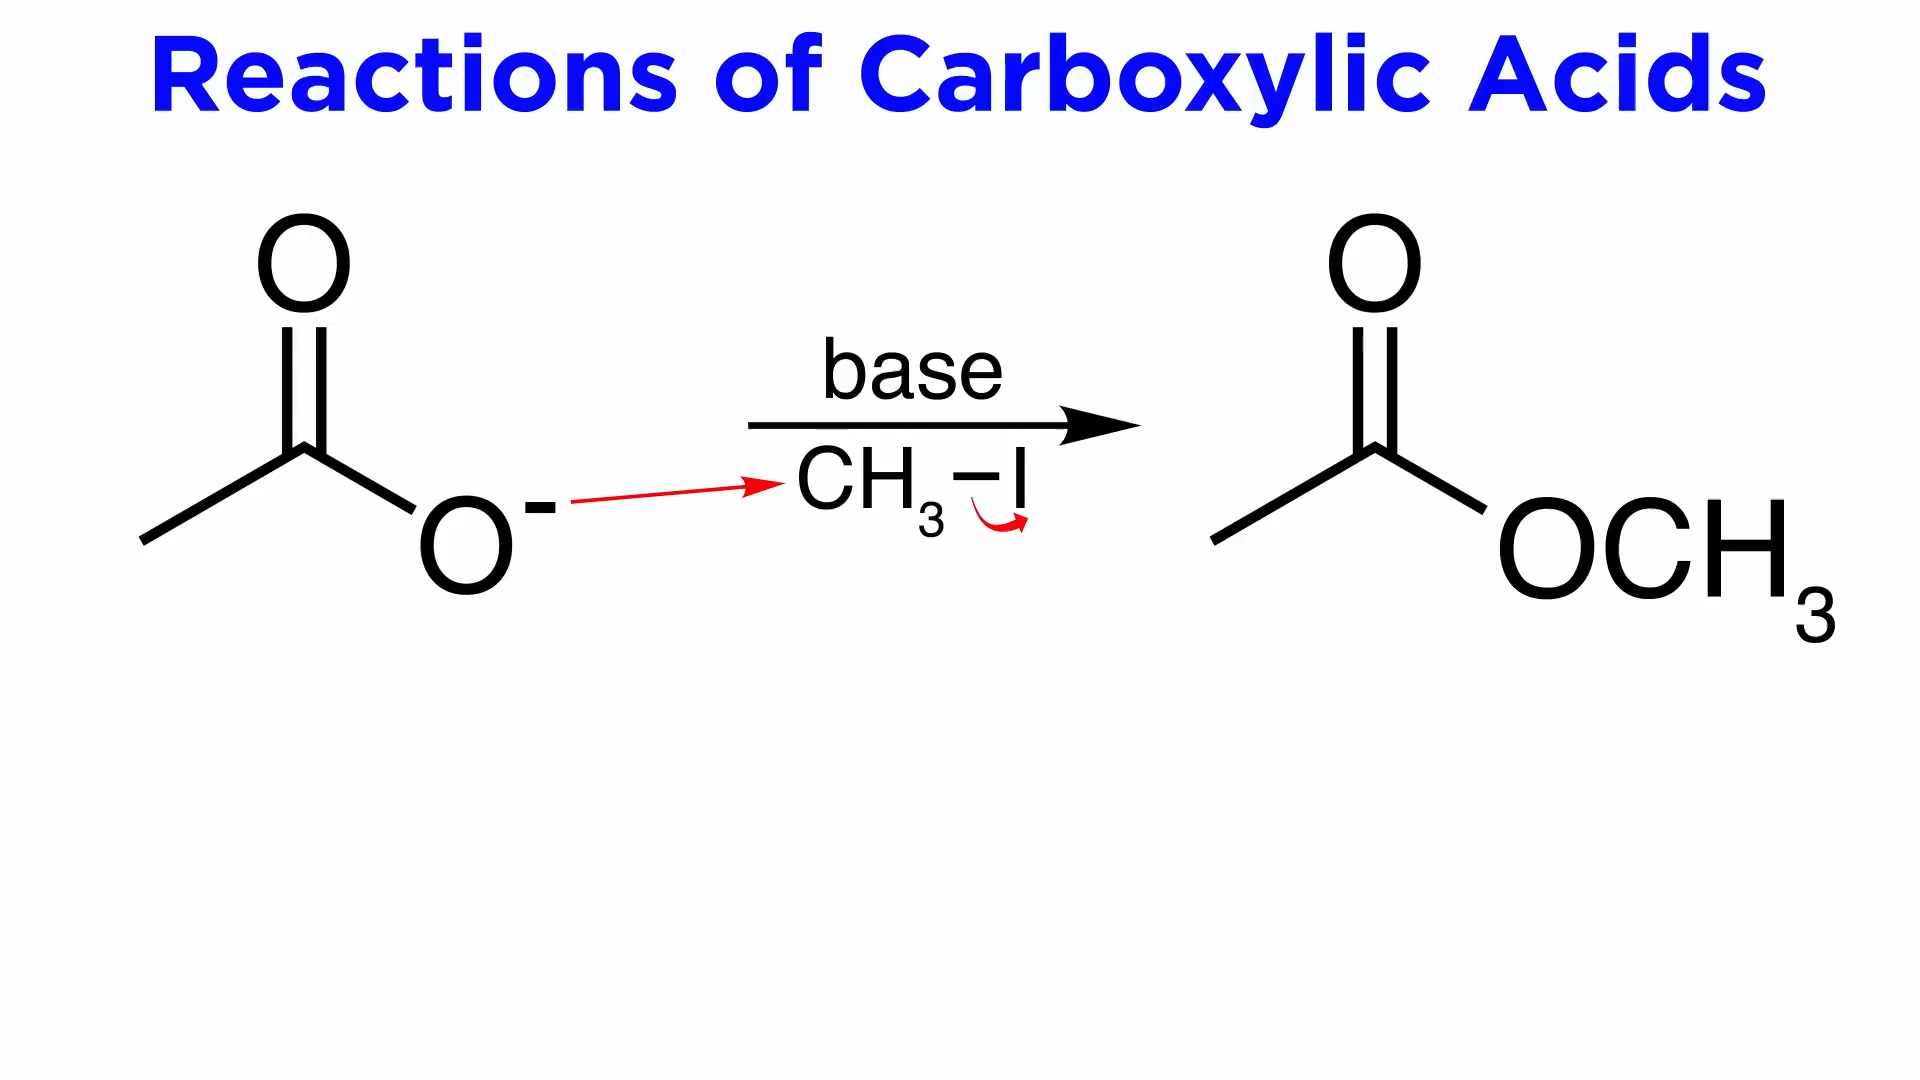 Reactions of Carboxylic Acids
O
O
base
CH₃–I
O-
OCH₃